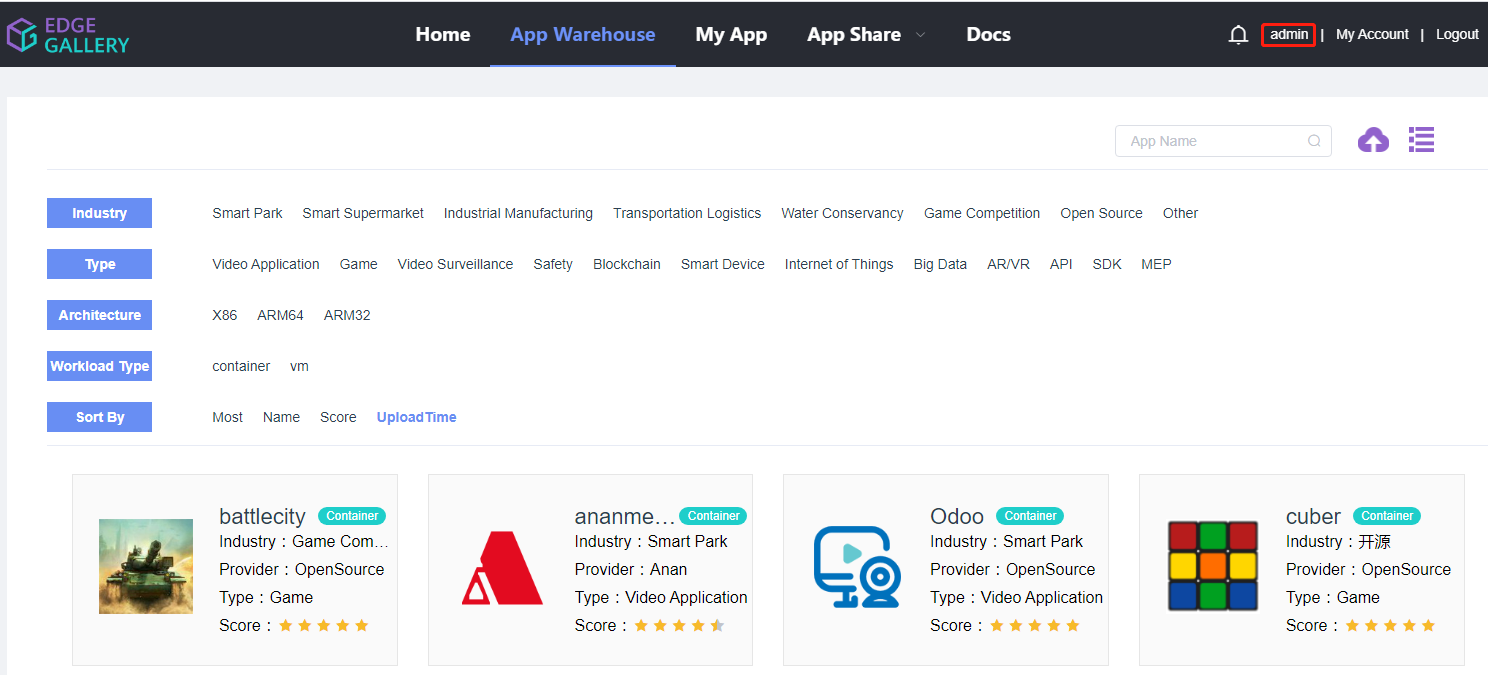 EDGE
GALLERY
Home App Warehouse My App App Share Docs
admin | My Account | Logout
App Name
Industry Smart Park Smart Supermarket Industrial Manufacturing Transportation Logistics Water Conservancy Game Competition Open Source Other
Type Video Application Game Video Surveillance Safety Blockchain Smart Device Internet of Things Big Data AR/VR API SDK MEP
Architecture X86 ARM64 ARM32
Workload Type container vm
Sort By Most Name Score UploadTime
battlecity Container
Industry：Game Com...
Provider：OpenSource
Type：Game
Score：
ananme... Container
Industry：Smart Park
Provider：Anan
Type：Video Application
Score：
Odoo Container
Industry：Smart Park
Provider：OpenSource
Type：Video Application
Score：
cuber Container
Industry：开源
Provider：OpenSource
Type：Game
Score：